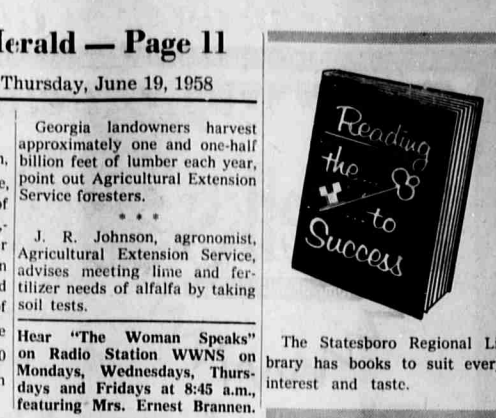 Herald — Page 11
Thursday, June 19, 1958
Georgia landowners harvest
approximately one and one-half
billion feet of lumber each year,
point out Agricultural Extension
Service foresters.
* * *
J. R. Johnson, agronomist,
Agricultural Extension Service,
advises meeting lime and fer-
tilizer needs of alfalfa by taking
soil tests.
Hear "The Woman Speaks"
on Radio Station WWNS on
Mondays, Wednesdays, Thurs-
days and Fridays at 8:45 a.m.,
featuring Mrs. Ernest Brannen.
Reading
the...
...to
Success
The Statesboro Regional Li
brary has books to suit ever
interest and taste.